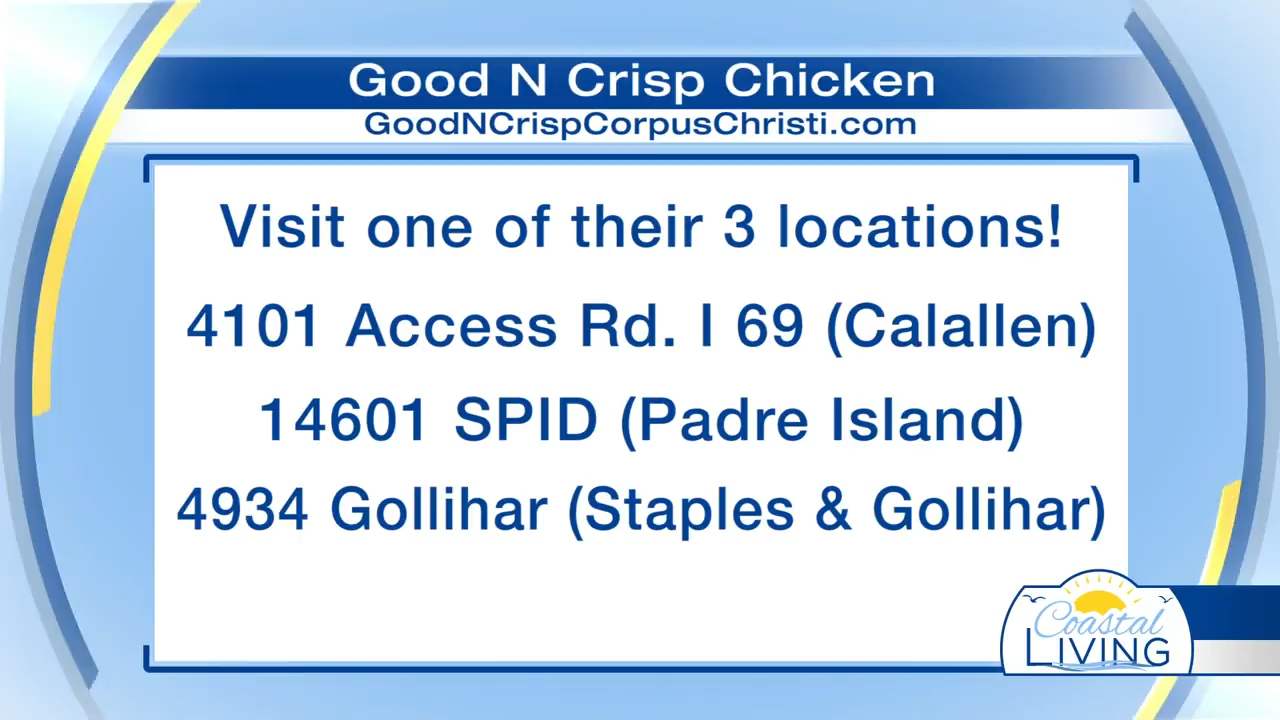 Good N Crisp Chicken
GoodNCrispCorpusChristi.com
Visit one of their 3 locations!
4101 Access Rd. I 69 (Calallen)
14601 SPID (Padre Island)
4934 Gollihar (Staples & Gollihar)
Coastal
LIVING